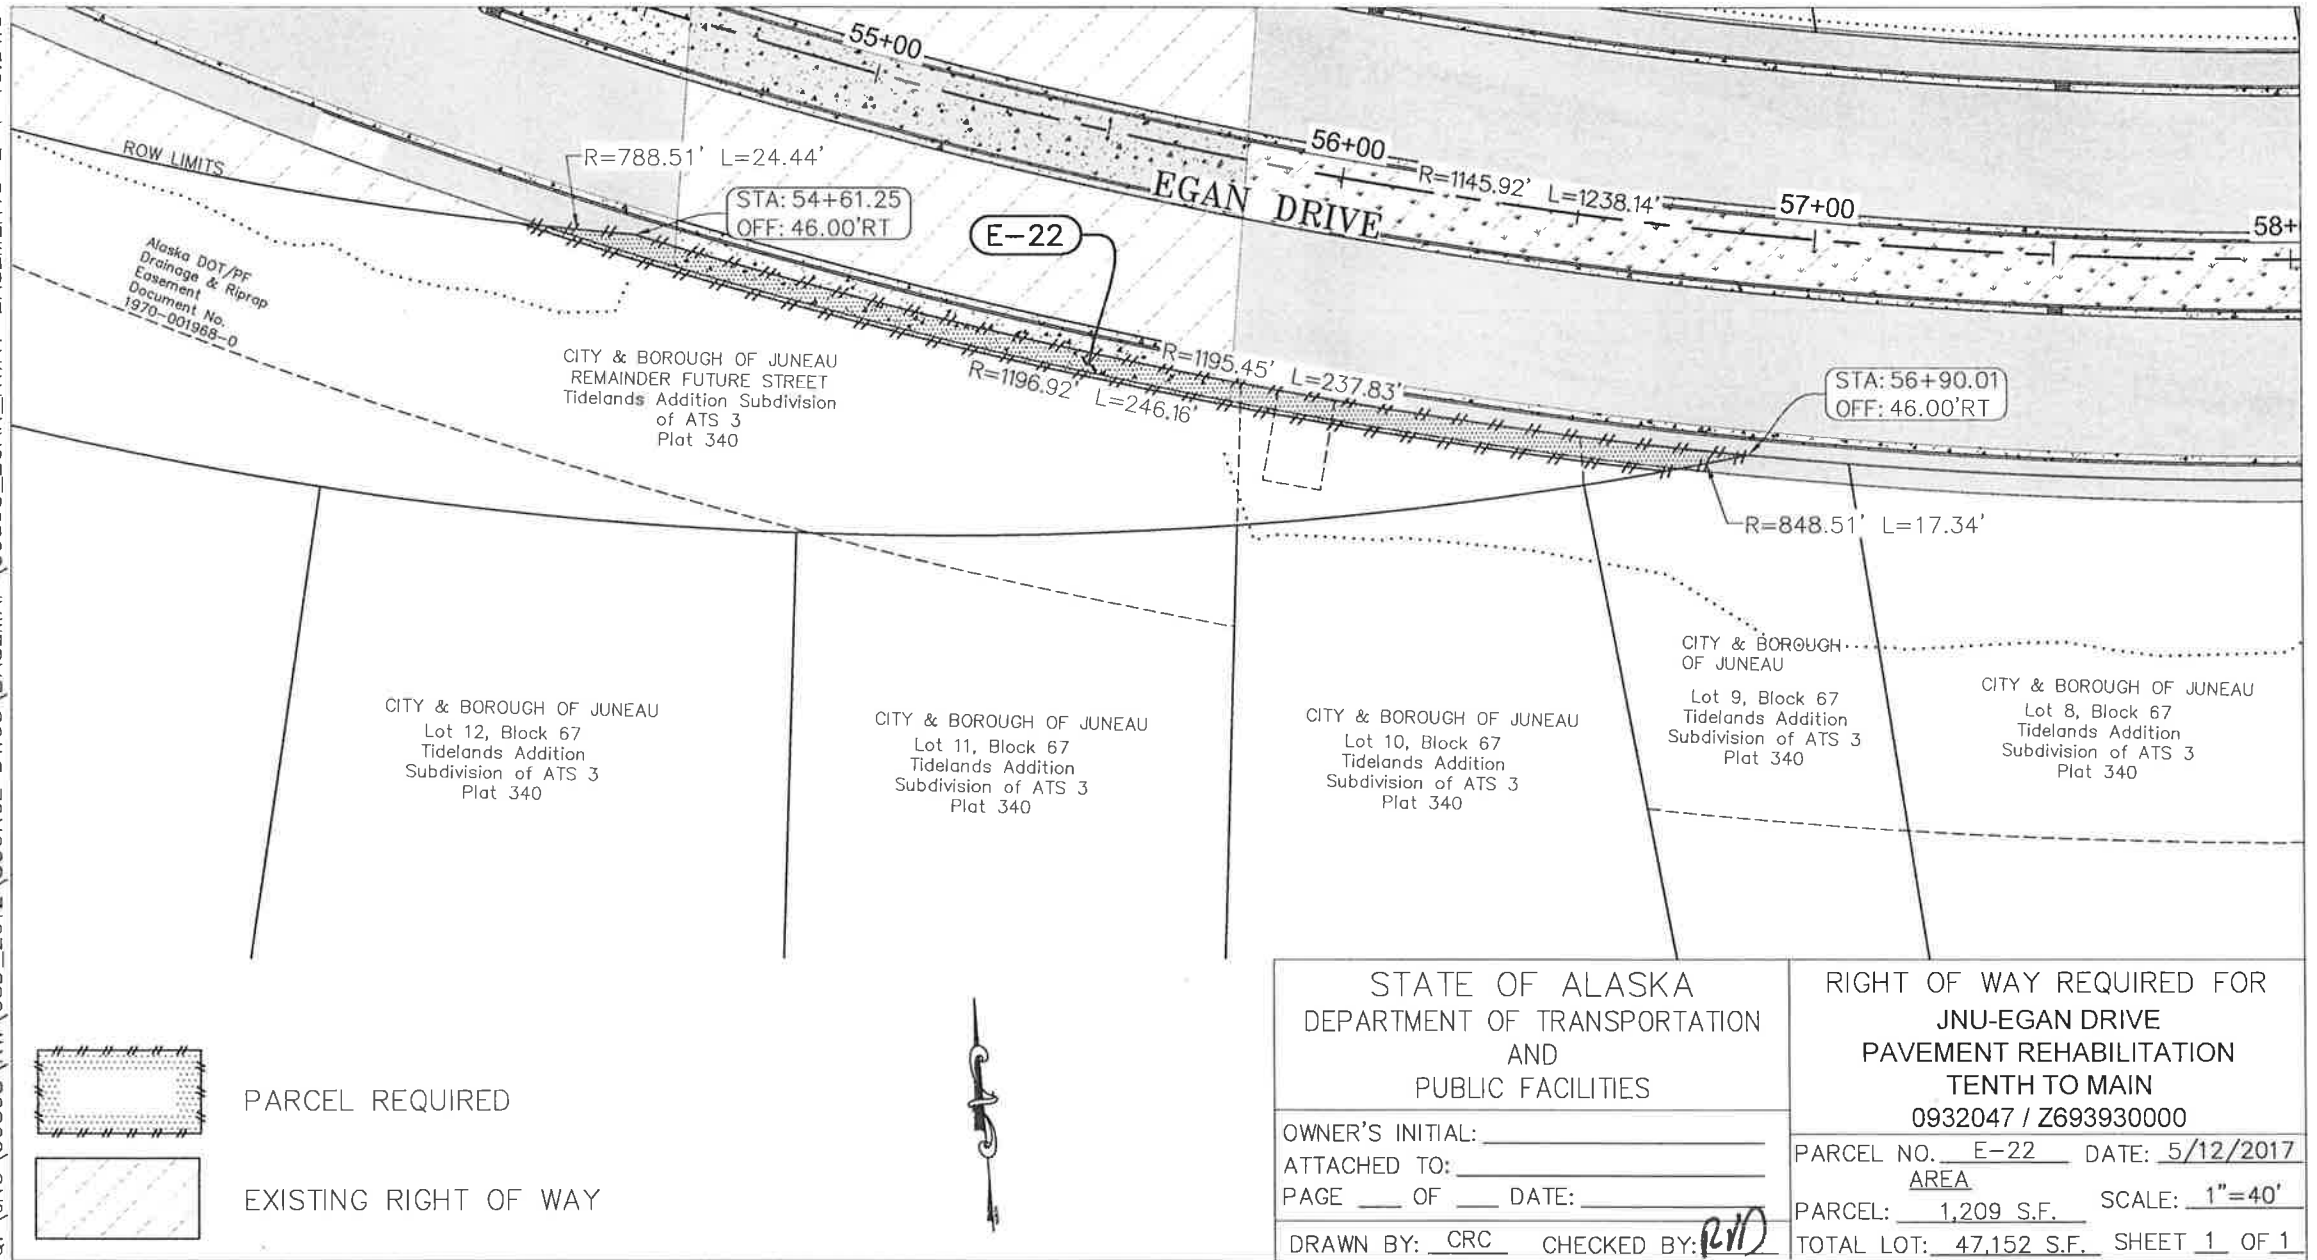 55+00
56+00
57+00
58+
R=1145.92' L=1238.14'
EGAN DRIVE
ROW LIMITS
R=788.51' L=24.44'
STA: 54+61.25
OFF: 46.00'RT
E-22
Alaska DOT/PF
Drainage & Riprap
Easement
Document No.
1970-001968-0
CITY & BOROUGH OF JUNEAU
REMAINDER FUTURE STREET
Tidelands Addition Subdivision
of ATS 3
Plat 340
R=1195.45' L=237.83'
R=1196.92' L=246.16'
STA: 56+90.01
OFF: 46.00'RT
R=848.51' L=17.34'
CITY & BOROUGH OF JUNEAU
Lot 12, Block 67
Tidelands Addition
Subdivision of ATS 3
Plat 340
CITY & BOROUGH OF JUNEAU
Lot 11, Block 67
Tidelands Addition
Subdivision of ATS 3
Plat 340
CITY & BOROUGH OF JUNEAU
Lot 10, Block 67
Tidelands Addition
Subdivision of ATS 3
Plat 340
CITY & BOROUGH
OF JUNEAU
Lot 9, Block 67
Tidelands Addition
Subdivision of ATS 3
Plat 340
CITY & BOROUGH OF JUNEAU
Lot 8, Block 67
Tidelands Addition
Subdivision of ATS 3
Plat 340
PARCEL REQUIRED
EXISTING RIGHT OF WAY
STATE OF ALASKA
DEPARTMENT OF TRANSPORTATION
AND
PUBLIC FACILITIES
OWNER'S INITIAL:
ATTACHED TO:
PAGE OF DATE:
DRAWN BY: CRC CHECKED BY:
RIGHT OF WAY REQUIRED FOR
JNU-EGAN DRIVE
PAVEMENT REHABILITATION
TENTH TO MAIN
0932047 / Z693930000
PARCEL NO. E-22 DATE: 5/12/2017
AREA
PARCEL: 1,209 S.F. SCALE: 1"=40'
TOTAL LOT: 47,152 S.F. SHEET 1 OF 1